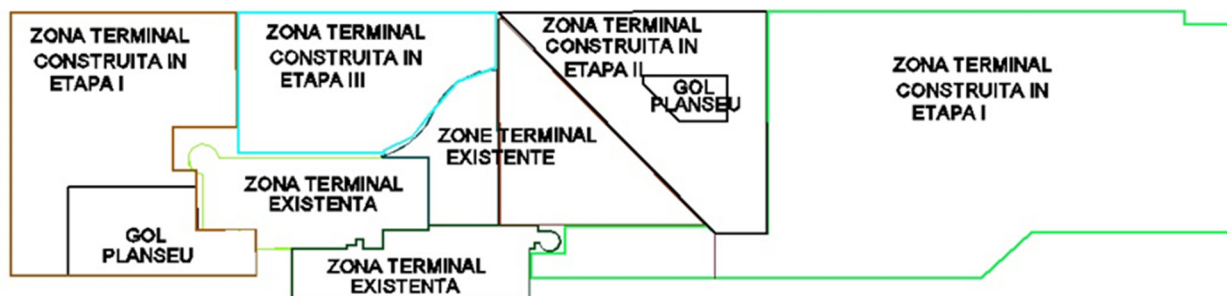 ZONA TERMINAL
CONSTRUITA IN
ETAPA I
ZONA TERMINAL
CONSTRUITA IN
ETAPA III
ZONA TERMINAL
CONSTRUITA IN
ETAPA II
GOL
PLANSEU
ZONA TERMINAL
CONSTRUITA IN
ETAPA I
ZONE TERMINAL
EXISTENTE
ZONA TERMINAL
EXISTENTA
GOL
PLANSEU
ZONA TERMINAL
EXISTENTA